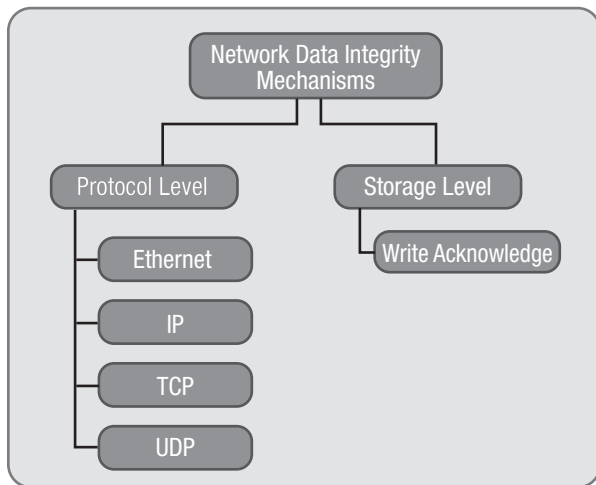 Network Data Integrity
Mechanisms
Protocol Level
Storage Level
Ethernet
Write Acknowledge
IP
TCP
UDP